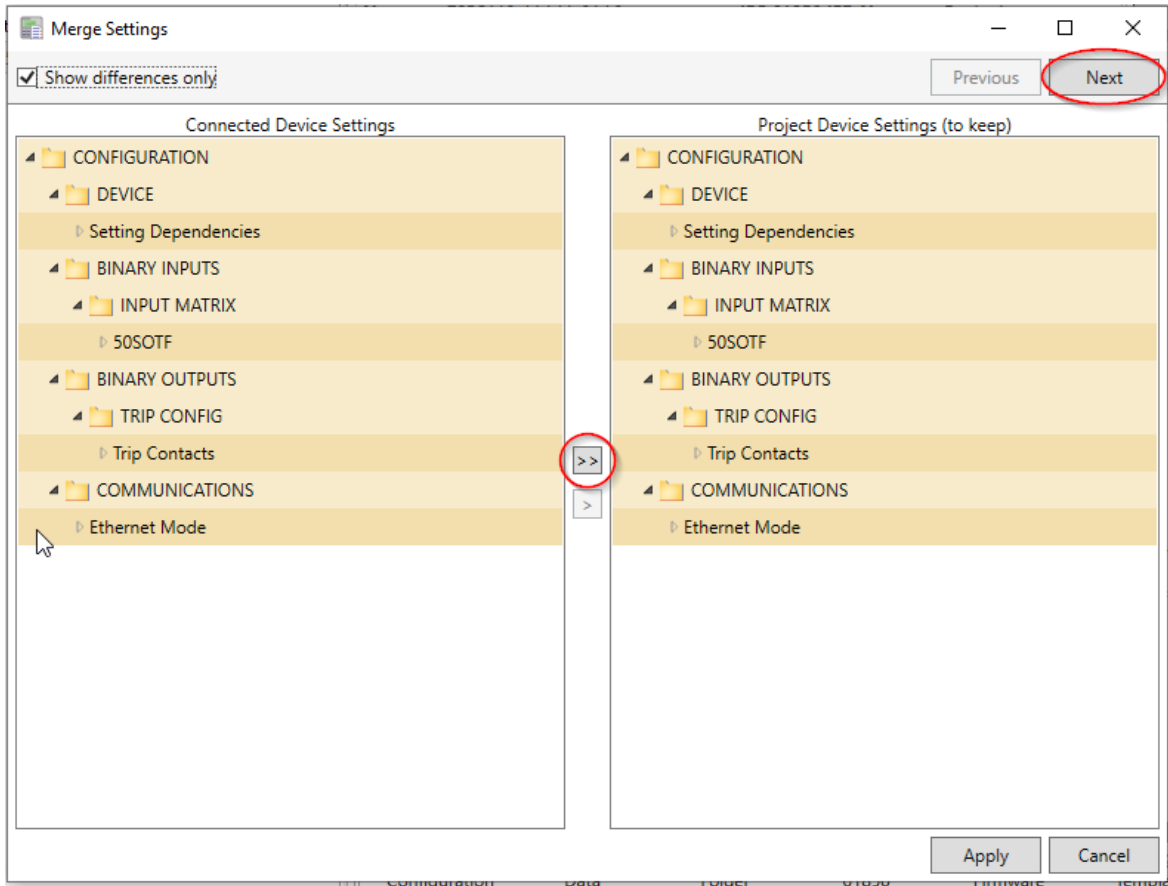 Merge Settings
Show differences only
Previous
Next
Connected Device Settings
CONFIGURATION
DEVICE
Setting Dependencies
BINARY INPUTS
INPUT MATRIX
50SOTF
BINARY OUTPUTS
TRIP CONFIG
Trip Contacts
COMMUNICATIONS
Ethernet Mode
>>
>
Project Device Settings (to keep)
CONFIGURATION
DEVICE
Setting Dependencies
BINARY INPUTS
INPUT MATRIX
50SOTF
BINARY OUTPUTS
TRIP CONFIG
Trip Contacts
COMMUNICATIONS
Ethernet Mode
Apply
Cancel